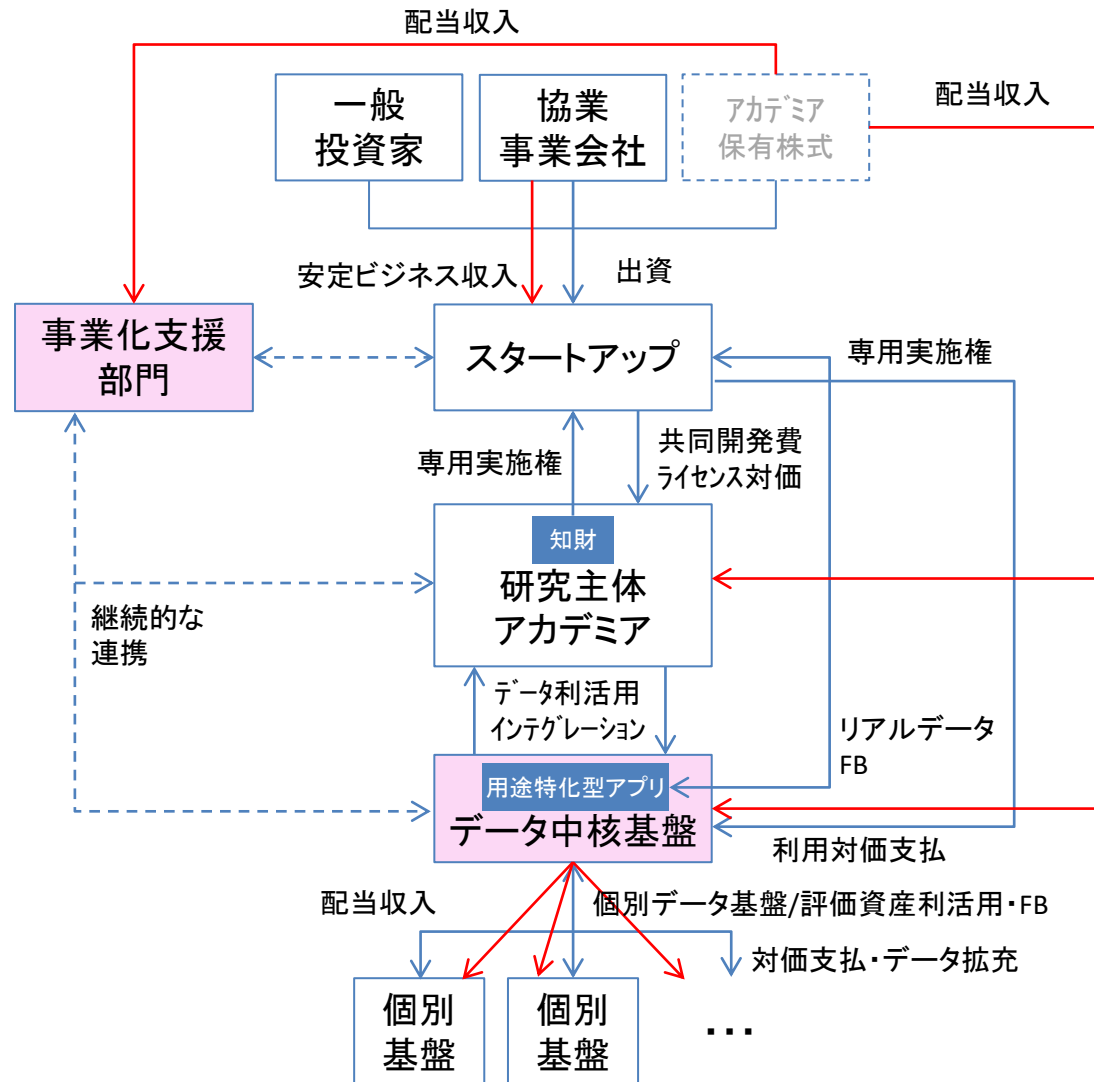 配当収入
一般
投資家
協業
事業会社
ｱｶﾃﾞﾐｱ
保有株式
配当収入
安定ビジネス収入
出資
事業化支援
部門
スタートアップ
専用実施権
専用実施権
共同開発費
ﾗｲｾﾝｽ対価
知財
研究主体
アカデミア
継続的な
連携
ﾃﾞｰﾀ利活用
ｲﾝﾃｸﾞﾚｰｼｮﾝ
リアルデータ
FB
用途特化型アプリ
データ中核基盤
利用対価支払
配当収入
個別データ基盤/評価資産利活用・FB
対価支払・データ拡充
個別
基盤
個別
基盤
・・・